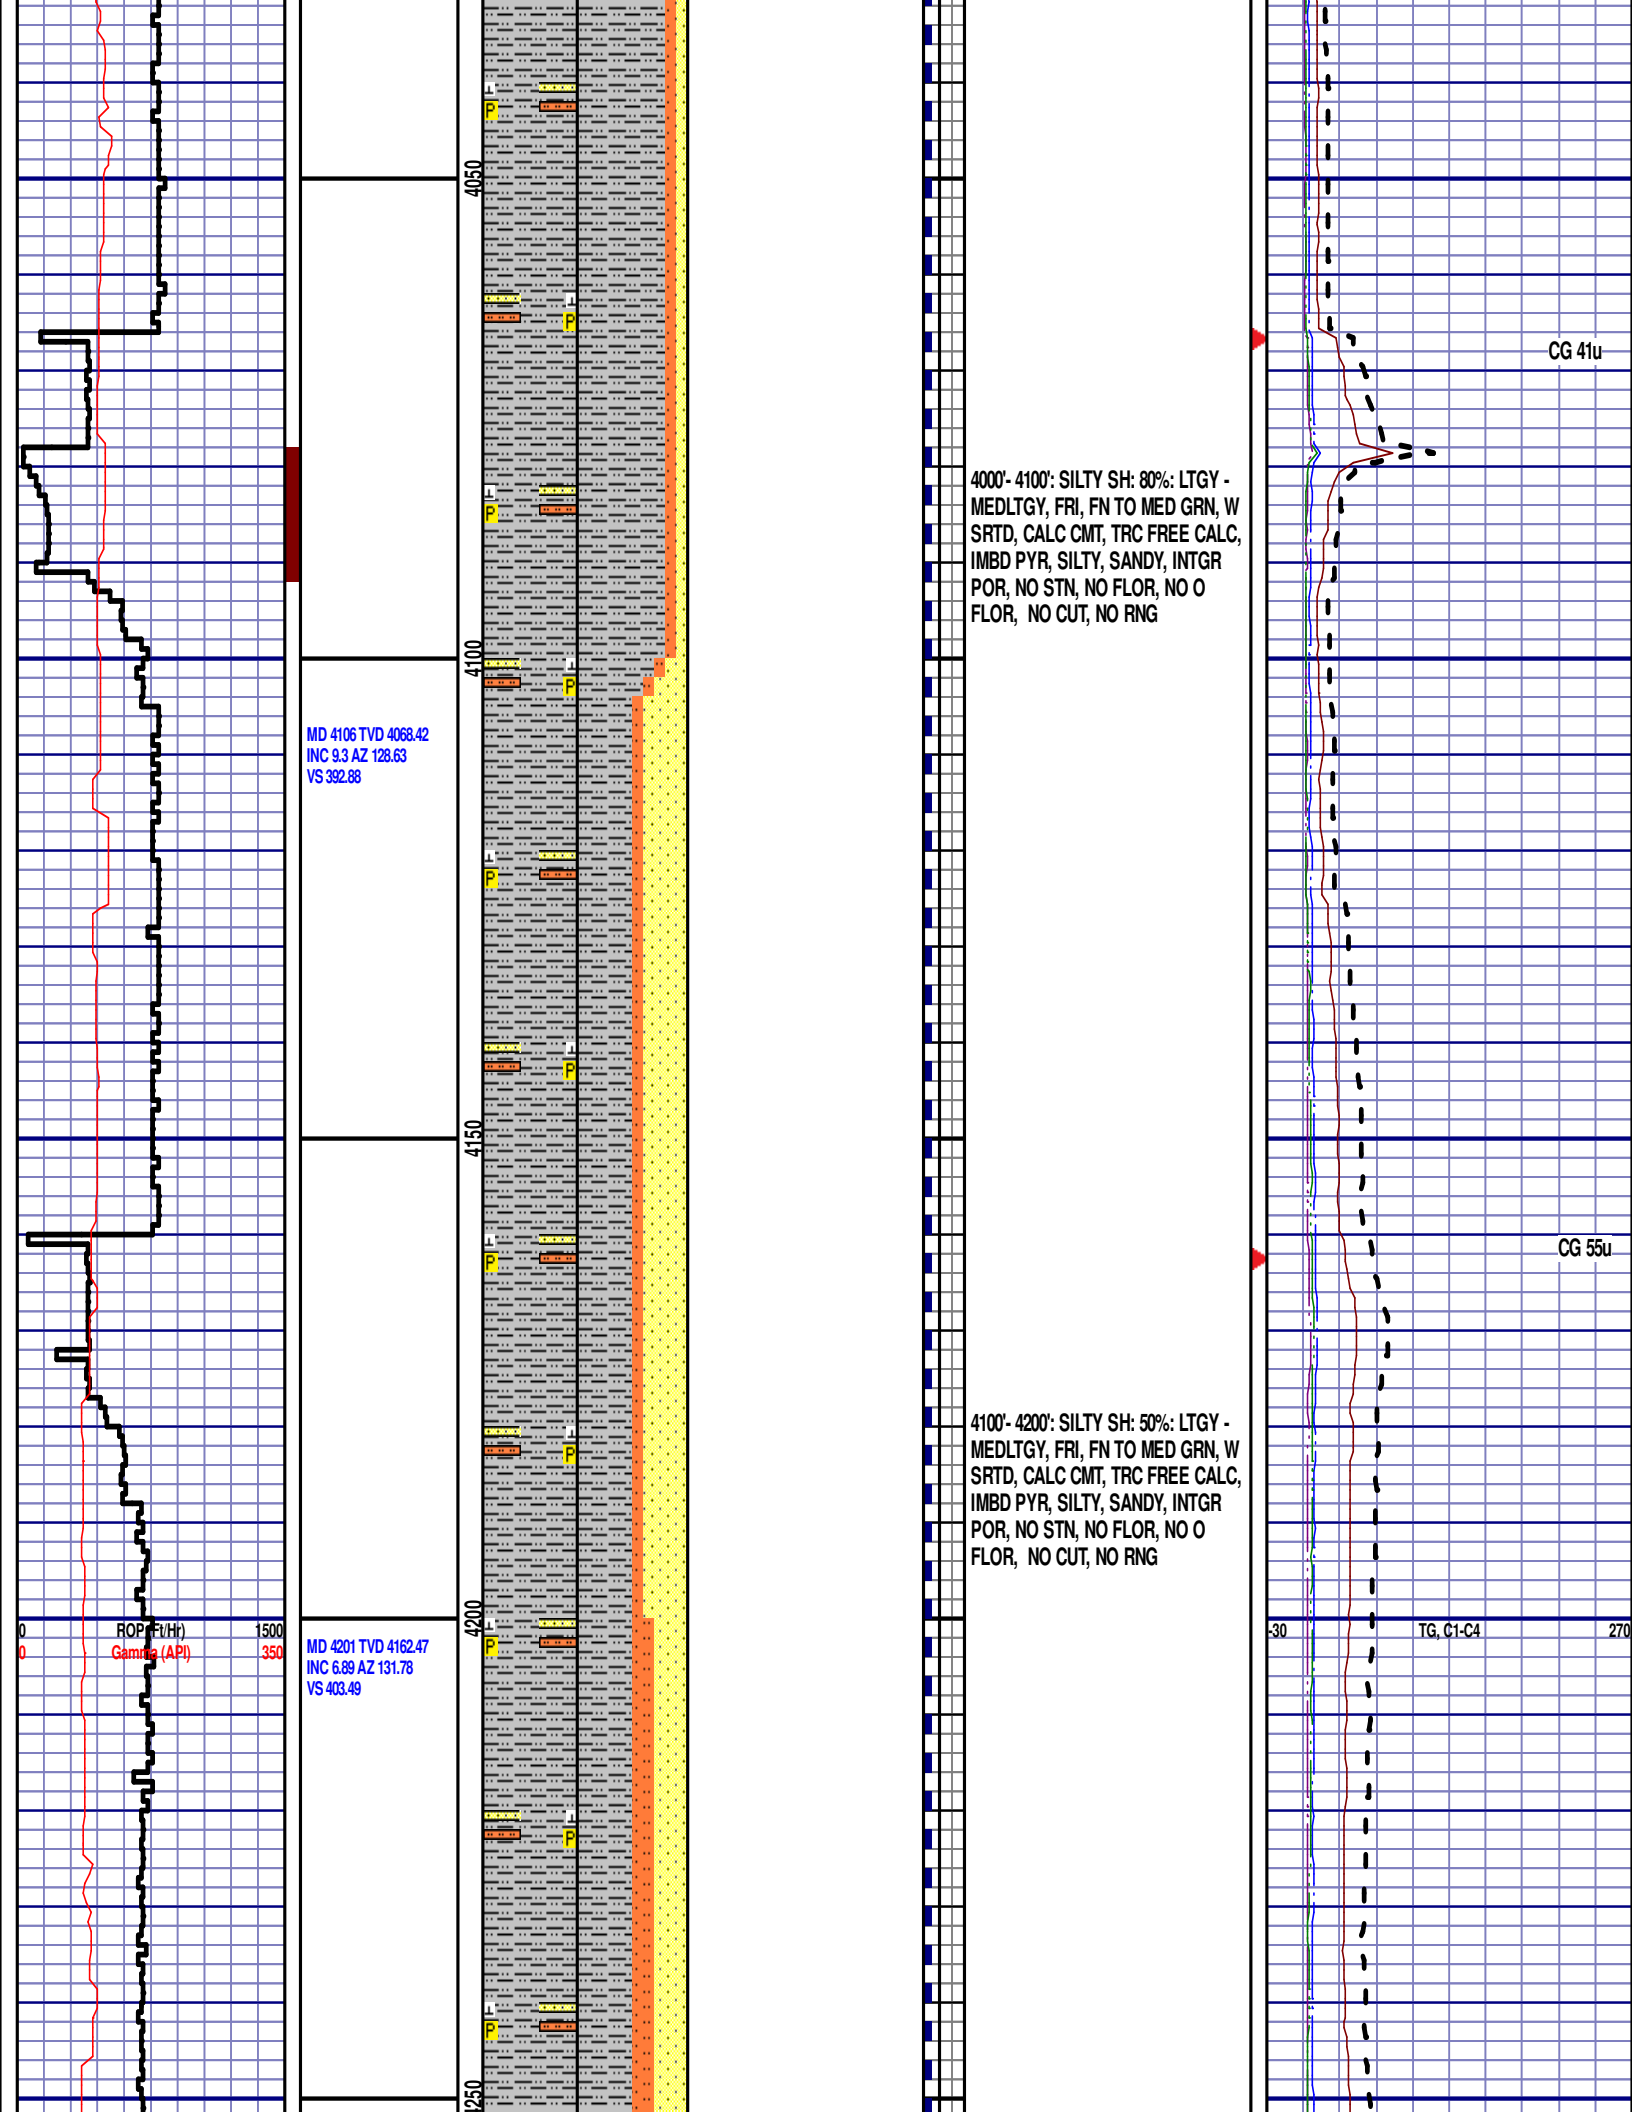 P
4050
P
CG 41u
4000'- 4100': SILTY SH: 80%: LTGY -
MEDLTGY, FRI, FN TO MED GRN, W
SRTD, CALC CMT, TRC FREE CALC,
IMBD PYR, SILTY, SANDY, INTGR
POR, NO STN, NO FLOR, NO O
FLOR, NO CUT, NO RNG
P
4100
P
MD 4106 TVD 4068.42
INC 9.3 AZ 128.63
VS 392.88
P
P
4150
P
CG 55u
4100'- 4200': SILTY SH: 50%: LTGY -
MEDLTGY, FRI, FN TO MED GRN, W
SRTD, CALC CMT, TRC FREE CALC,
IMBD PYR, SILTY, SANDY, INTGR
POR, NO STN, NO FLOR, NO O
FLOR, NO CUT, NO RNG
P
4200
0 ROP (Ft/Hr) 1500
0 Gamma (API) 350
MD 4201 TVD 4162.47
INC 6.89 AZ 131.78
VS 403.49
P
-30 TG, C1-C4 270
P
P
4250